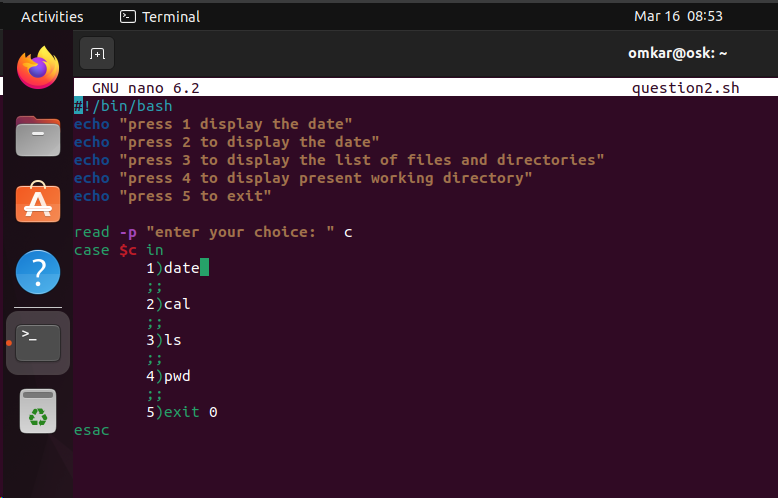 Activities Terminal Mar 16 08:53
omkar@osk: ~
GNU nano 6.2 question2.sh
#!/bin/bash
echo "press 1 display the date"
echo "press 2 to display the date"
echo "press 3 to display the list of files and directories"
echo "press 4 to display present working directory"
echo "press 5 to exit"
read -p "enter your choice: " c
case $c in
1)date
;;
2)cal
;;
3)ls
;;
4)pwd
;;
5)exit 0
esac